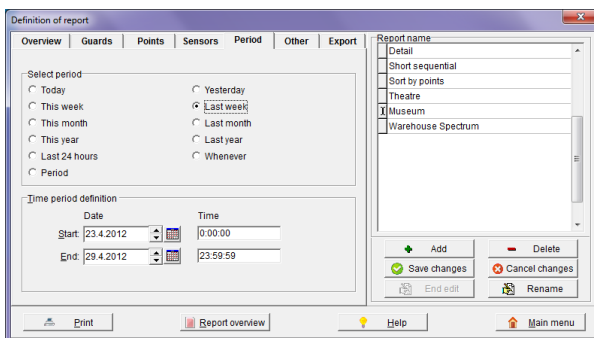 Definition of report
Overview Guards Points Sensors Period Other Export
Select period
Today Yesterday
This week Last week
This month Last month
This year Last year
Last 24 hours Whenever
Period
Time period definition
Date Time
Start: 23.4.2012 0:00:00
End: 29.4.2012 23:59:59
Report name
Detail
Short sequential
Sort by points
Theatre
Museum
Warehouse Spectrum
Add Delete
Save changes Cancel changes
End edit Rename
Print Report overview Help Main menu